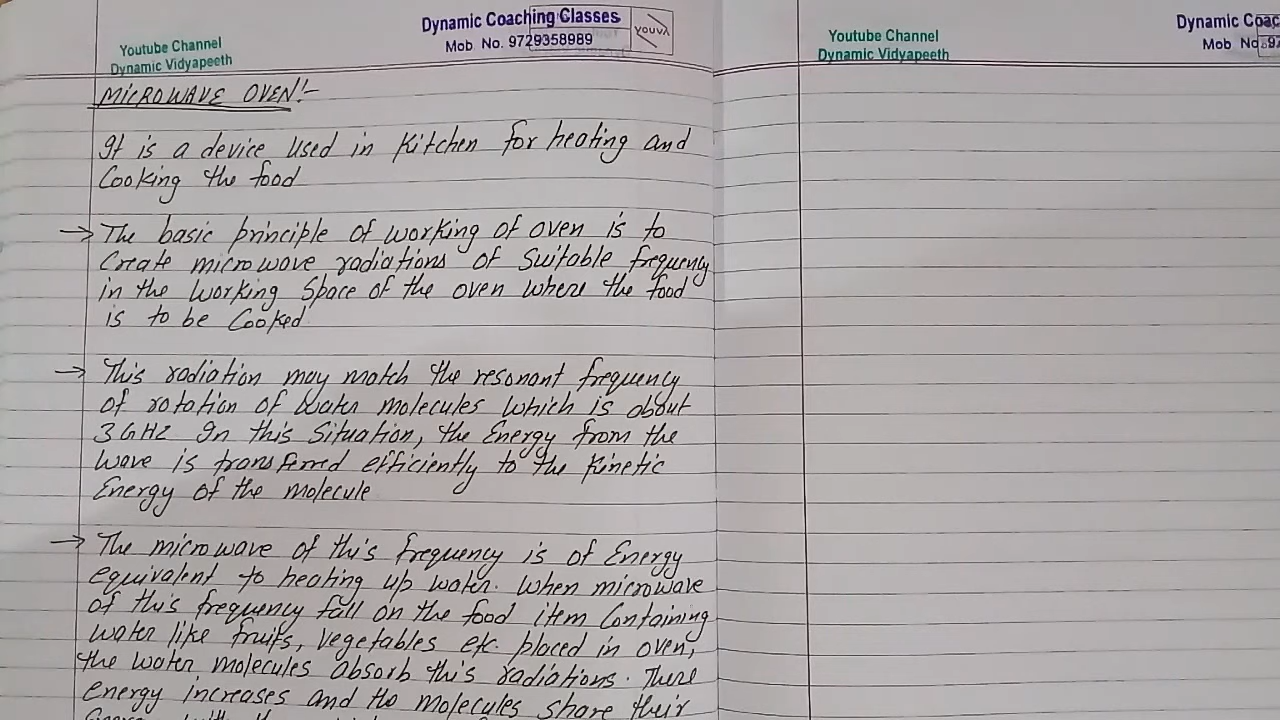 Youtube Channel
Dynamic Vidyapeeth
Dynamic Coaching Classes
Mob. No. 9729358989
youva
MICROWAVE OVEN:-
It is a device used in Kitchen for heating and
Cooking the food
→ The basic principle of working of oven is to
Create microwave radiations of Suitable frequency
in the working Space of the oven where the food
is to be Cooked.
→ This radiation may match the resonant frequency
of rotation of water molecules which is about
3GHz In this Situation, the Energy from the
wave is transferred efficiently to the Kinetic
Energy of the molecule
→ The microwave of this frequency is of Energy
equivalent to heating up water. When microwave
of this frequency fall on the food item Containing
water like fruits, vegetables etc. placed in oven,
the water molecules absorb this radiations. There
energy increases and the molecules share their
Youtube Channel
Dynamic Vidyapeeth
Dynamic Coac
Mob No 97